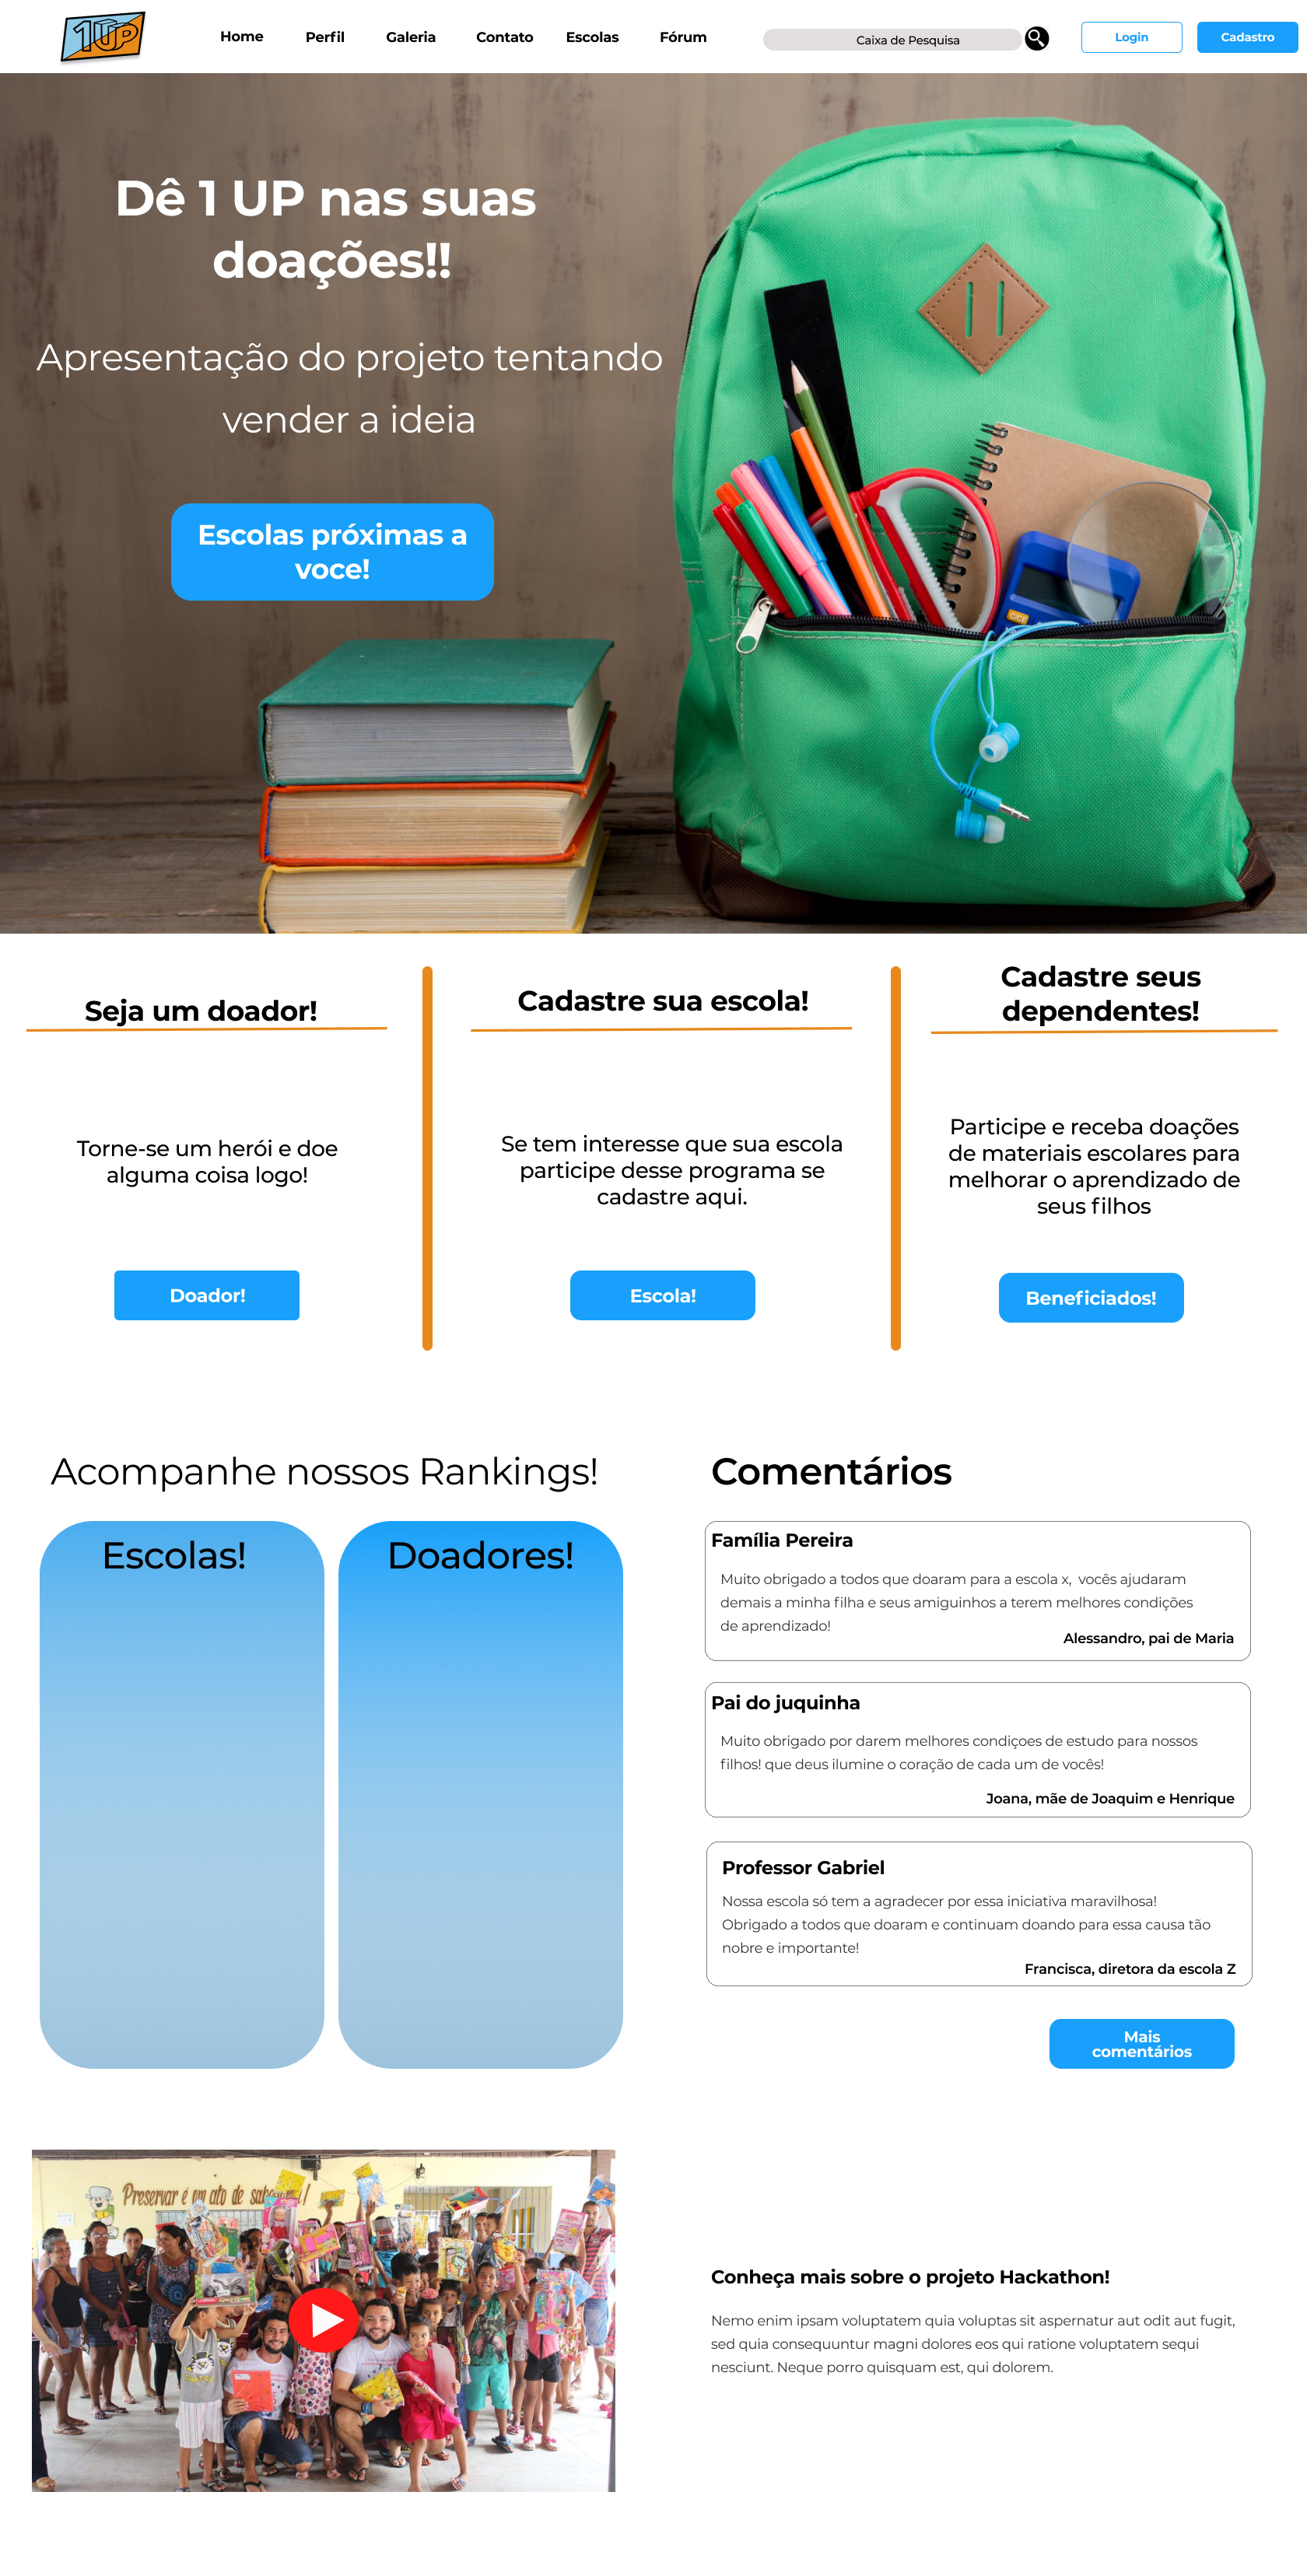 1UP
Home
Perfil
Galeria
Contato
Escolas
Fórum
Caixa de Pesquisa
Login
Cadastro
Dê 1 UP nas suas
doações!!
Apresentação do projeto tentando
vender a ideia
Escolas próximas a
voce!
Seja um doador!
Torne-se um herói e doe
alguma coisa logo!
Doador!
Cadastre sua escola!
Se tem interesse que sua escola
participe desse programa se
cadastre aqui.
Escola!
Cadastre seus
dependentes!
Participe e receba doações
de materiais escolares para
melhorar o aprendizado de
seus filhos
Beneficiados!
Acompanhe nossos Rankings!
Escolas!
Doadores!
Comentários
Família Pereira
Muito obrigado a todos que doaram para a escola x, vocês ajudaram
demais a minha filha e seus amiguinhos a terem melhores condições
de aprendizado!
Alessandro, pai de Maria
Pai do juquinha
Muito obrigado por darem melhores condiçoes de estudo para nossos
filhos! que deus ilumine o coração de cada um de vocês!
Joana, mãe de Joaquim e Henrique
Professor Gabriel
Nossa escola só tem a agradecer por essa iniciativa maravilhosa!
Obrigado a todos que doaram e continuam doando para essa causa tão
nobre e importante!
Francisca, diretora da escola Z
Mais
comentários
Preservar é um ato de
Conheça mais sobre o projeto Hackathon!
Nemo enim ipsam voluptatem quia voluptas sit aspernatur aut odit aut fugit,
sed quia consequuntur magni dolores eos qui ratione voluptatem sequi
nesciunt. Neque porro quisquam est, qui dolorem.